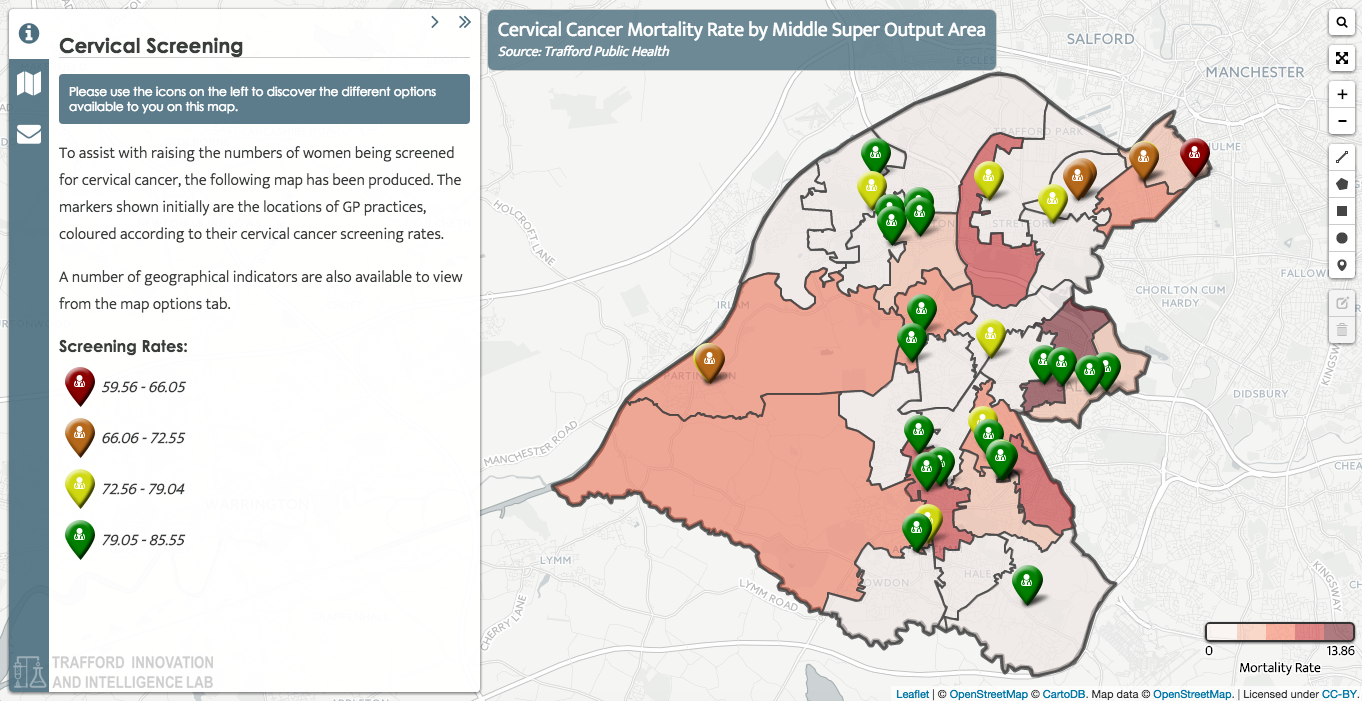 Cervical Screening
Please use the icons on the left to discover the different options
available to you on this map.
To assist with raising the numbers of women being screened
for cervical cancer, the following map has been produced. The
markers shown initially are the locations of GP practices,
coloured according to their cervical cancer screening rates.
A number of geographical indicators are also available to view
from the map options tab.
Screening Rates:
59.56 - 66.05
66.06 - 72.55
72.56 - 79.04
79.05 - 85.55
TRAFFORD INNOVATION
AND INTELLIGENCE LAB
Cervical Cancer Mortality Rate by Middle Super Output Area
Source: Trafford Public Health
ECCLES
SALFORD
MANCHESTER
TRAFFORD PARK
HOLCROFT LANE
CHORLTON CUM
HARDY
DIDSBURY
KINGSWAY
MANCHESTER ROAD
LYMM
LYMM ROAD
CHERRY LANE
HALE
KINGSWAY
0
13.86
Mortality Rate
Leaflet | © OpenStreetMap © CartoDB. Map data © OpenStreetMap. | Licensed under CC-BY.